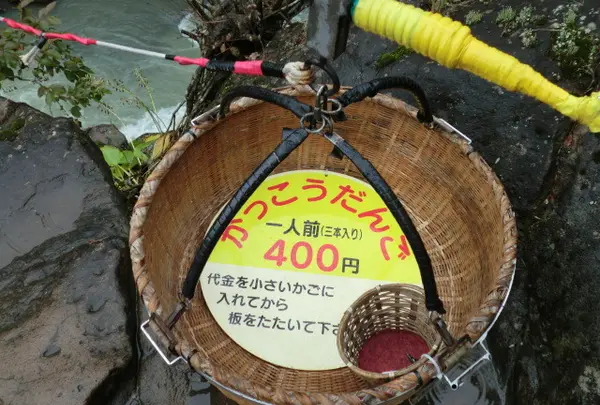 かっこうだんご
一人前(三本入り)
400円
代金を小さいかごに
入れてから
板をたたいて下さ